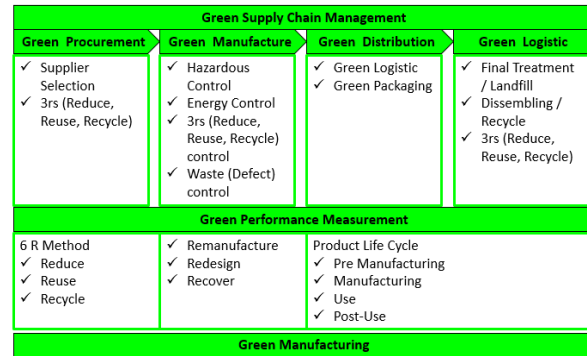 Green Supply Chain Management
Green Procurement
Green Manufacture
Green Distribution
Green Logistic
✓ Supplier
Selection
✓ 3rs (Reduce,
Reuse, Recycle)
✓ Hazardous
Control
✓ Energy Control
✓ 3rs (Reduce,
Reuse, Recycle)
control
✓ Waste (Defect)
control
✓ Green Logistic
✓ Green Packaging
✓ Final Treatment
/ Landfill
✓ Dissembling /
Recycle
✓ 3rs (Reduce,
Reuse, Recycle)
Green Performance Measurement
6 R Method
✓ Reduce
✓ Reuse
✓ Recycle
✓ Remanufacture
✓ Redesign
✓ Recover
Product Life Cycle
✓ Pre Manufacturing
✓ Manufacturing
✓ Use
✓ Post-Use
Green Manufacturing